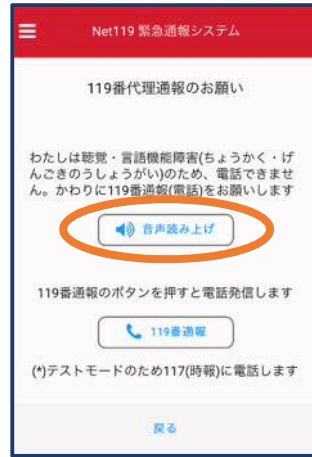 Net119 緊急通報システム
119番代理通報のお願い
わたしは聴覚・言語機能障害(ちょうかく・げ
んごきのうしょうがい)のため、電話できませ
ん。かわりに119番通報(電話)をお願いします
音声読み上げ
119番通報のボタンを押すと電話発信します
119番通報
(*)テストモードのため117(時報)に電話します
戻る